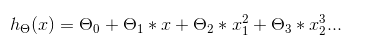 h_Θ(x) = Θ_0 + Θ_1 * x + Θ_2 * x_1^2 + Θ_3 * x_2^3...